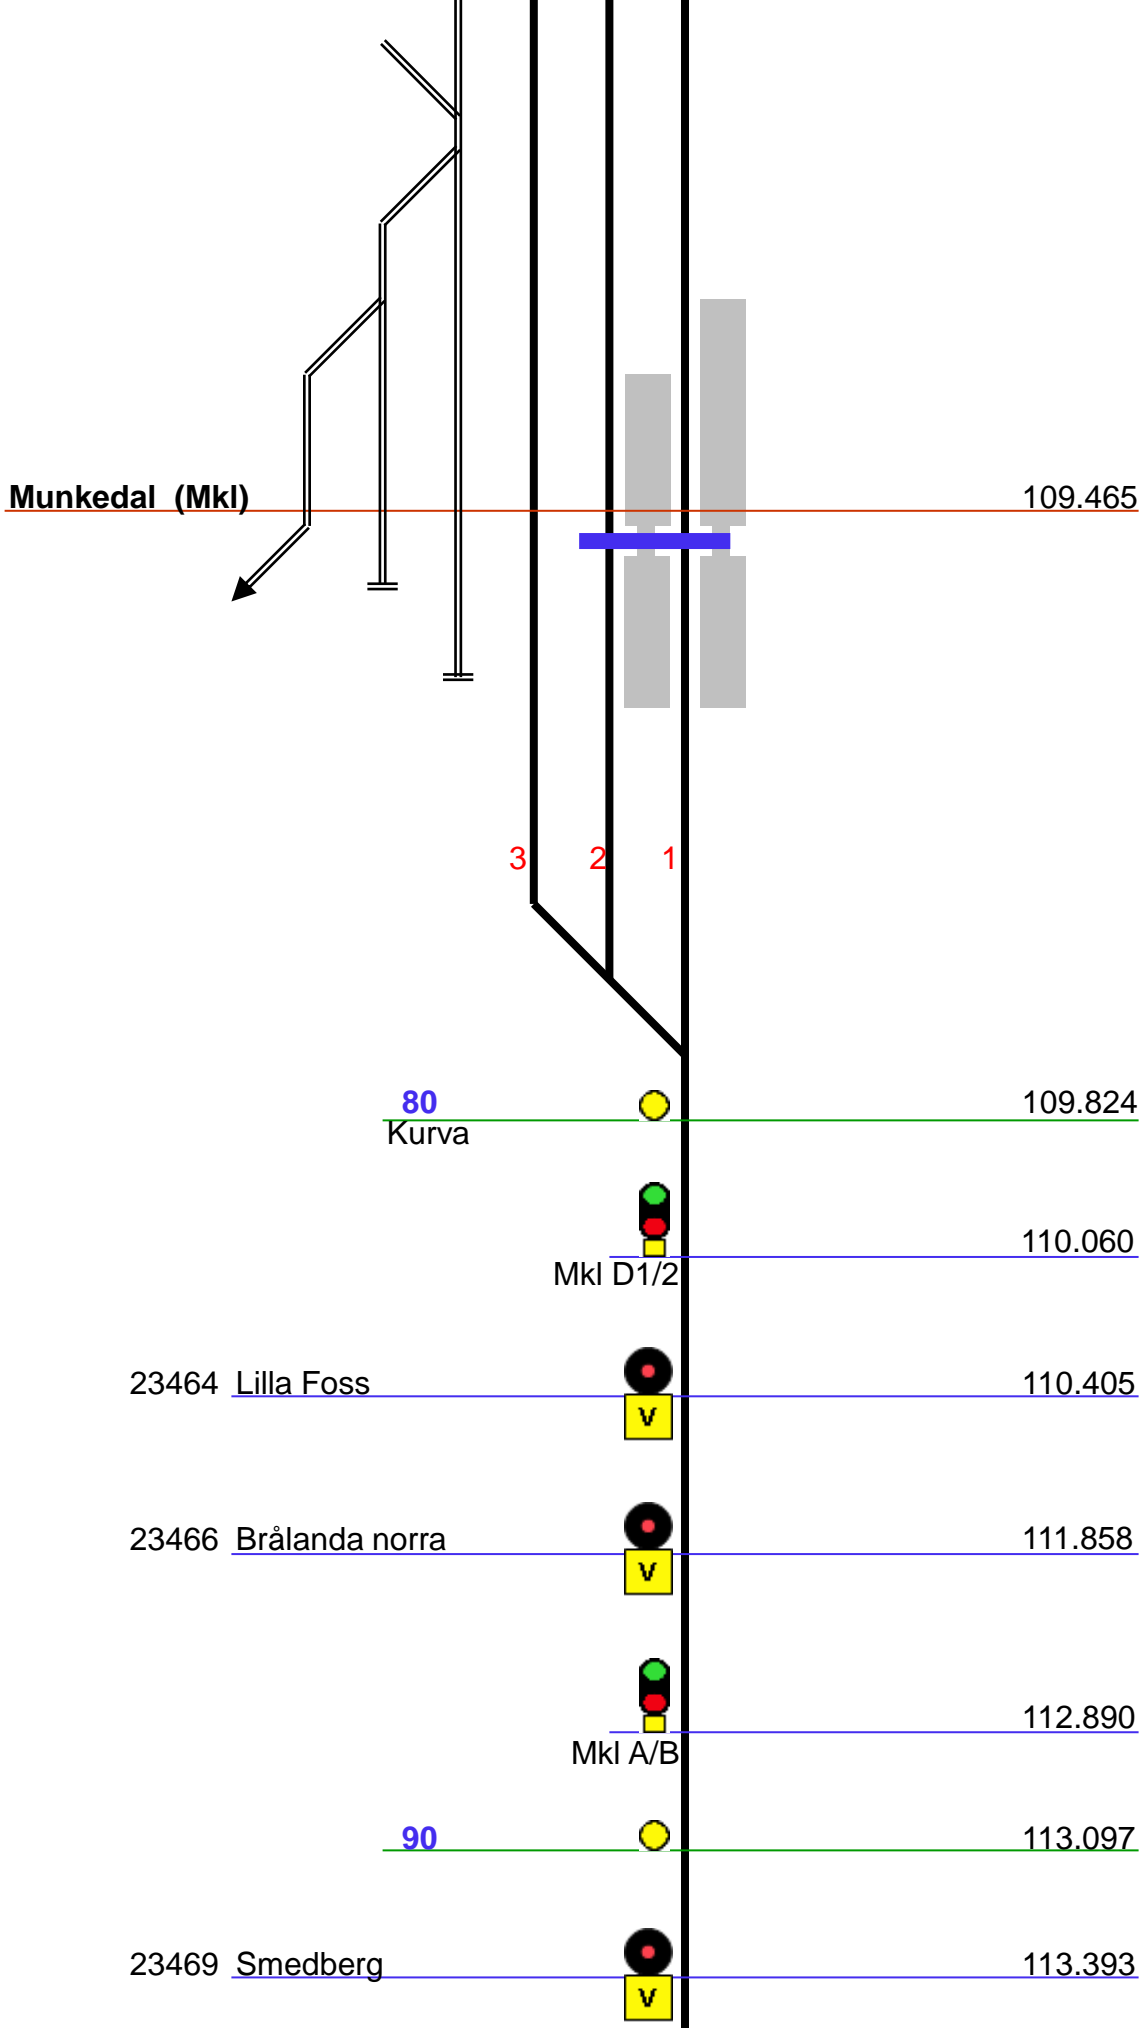 Munkedal (Mkl) 109.465
3 2 1
80 109.824
Kurva
110.060
Mkl D1/2
23464 Lilla Foss 110.405
V
23466 Brålanda norra 111.858
V
112.890
Mkl A/B
90 113.097
23469 Smedberg 113.393
V